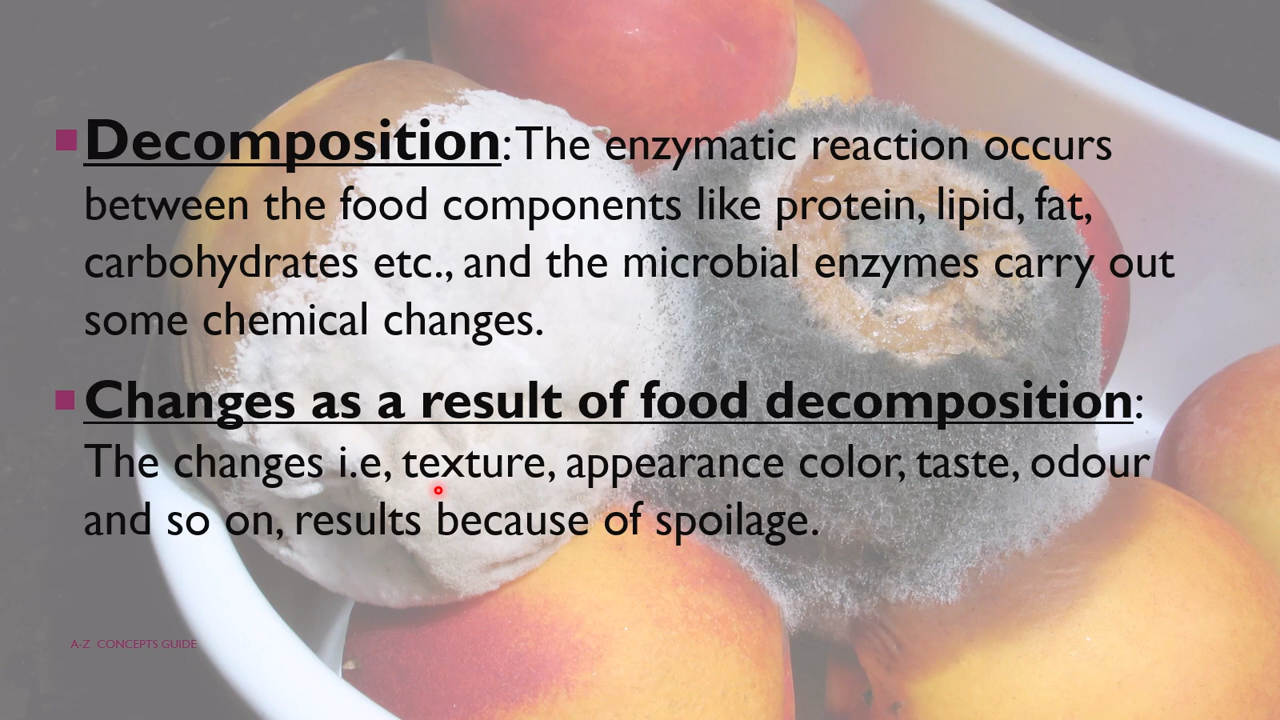 Decomposition: The enzymatic reaction occurs
between the food components like protein, lipid, fat,
carbohydrates etc., and the microbial enzymes carry out
some chemical changes.
Changes as a result of food decomposition:
The changes i.e, texture, appearance color, taste, odour
and so on, results because of spoilage.
A-Z CONCEPTS GUIDE